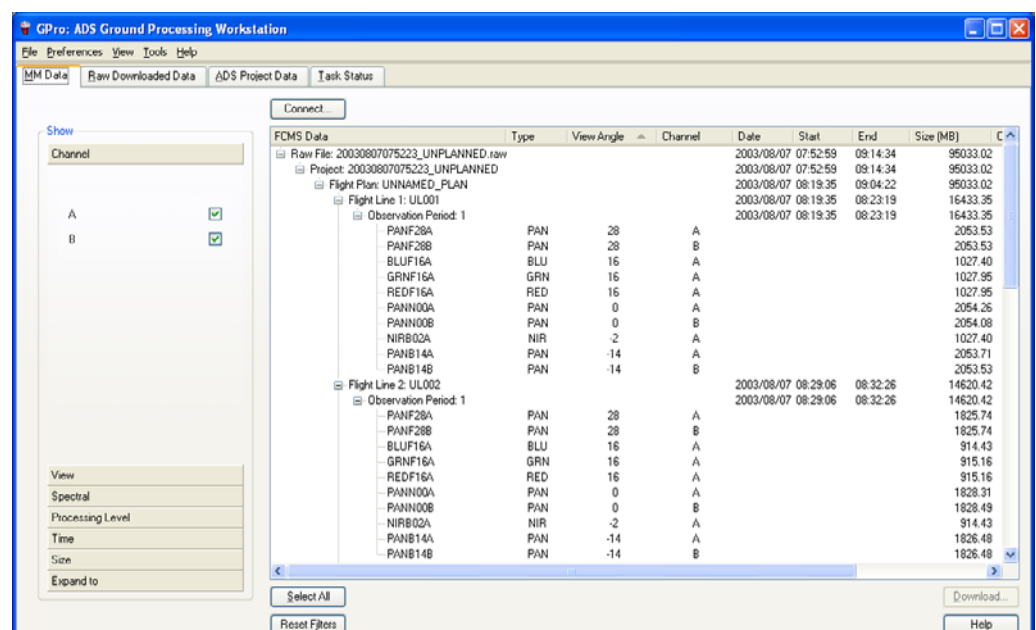 GPro: ADS Ground Processing Workstation
File Preferences View Tools Help
MM Data Raw Downloaded Data ADS Project Data Task Status
Connect...
Show
Channel
A
B
View
Spectral
Processing Level
Time
Size
Expand to
FCMS Data Type View Angle Channel Date Start End Size (MB) C
Raw File: 20030807075223_UNPLANNED.raw 2003/08/07 07:52:59 09:14:34 95033.02
Project: 20030807075223_UNPLANNED 2003/08/07 07:52:59 09:14:34 95033.02
Flight Plan: UNNAMED_PLAN 2003/08/07 08:19:35 09:04:22 95033.02
Flight Line 1: UL001 2003/08/07 08:19:35 08:23:19 16433.35
Observation Period: 1 2003/08/07 08:19:35 08:23:19 16433.35
PANF28A PAN 28 A 2053.53
PANF28B PAN 28 B 2053.53
BLUF16A BLU 16 A 1027.40
GRNF16A GRN 16 A 1027.95
REDF16A RED 16 A 1027.95
PANN00A PAN 0 A 2054.26
PANN00B PAN 0 B 2054.08
NIRB02A NIR -2 A 1027.40
PANB14A PAN -14 A 2053.71
PANB14B PAN -14 B 2053.53
Flight Line 2: UL002 2003/08/07 08:29:06 08:32:26 14620.42
Observation Period: 1 2003/08/07 08:29:06 08:32:26 14620.42
PANF28A PAN 28 A 1825.74
PANF28B PAN 28 B 1825.74
BLUF16A BLU 16 A 914.43
GRNF16A GRN 16 A 915.16
REDF16A RED 16 A 915.16
PANN00A PAN 0 A 1828.31
PANN00B PAN 0 B 1828.49
NIRB02A NIR -2 A 914.43
PANB14A PAN -14 A 1826.48
PANB14B PAN -14 B 1826.48
Select All Download...
Reset Filters Help